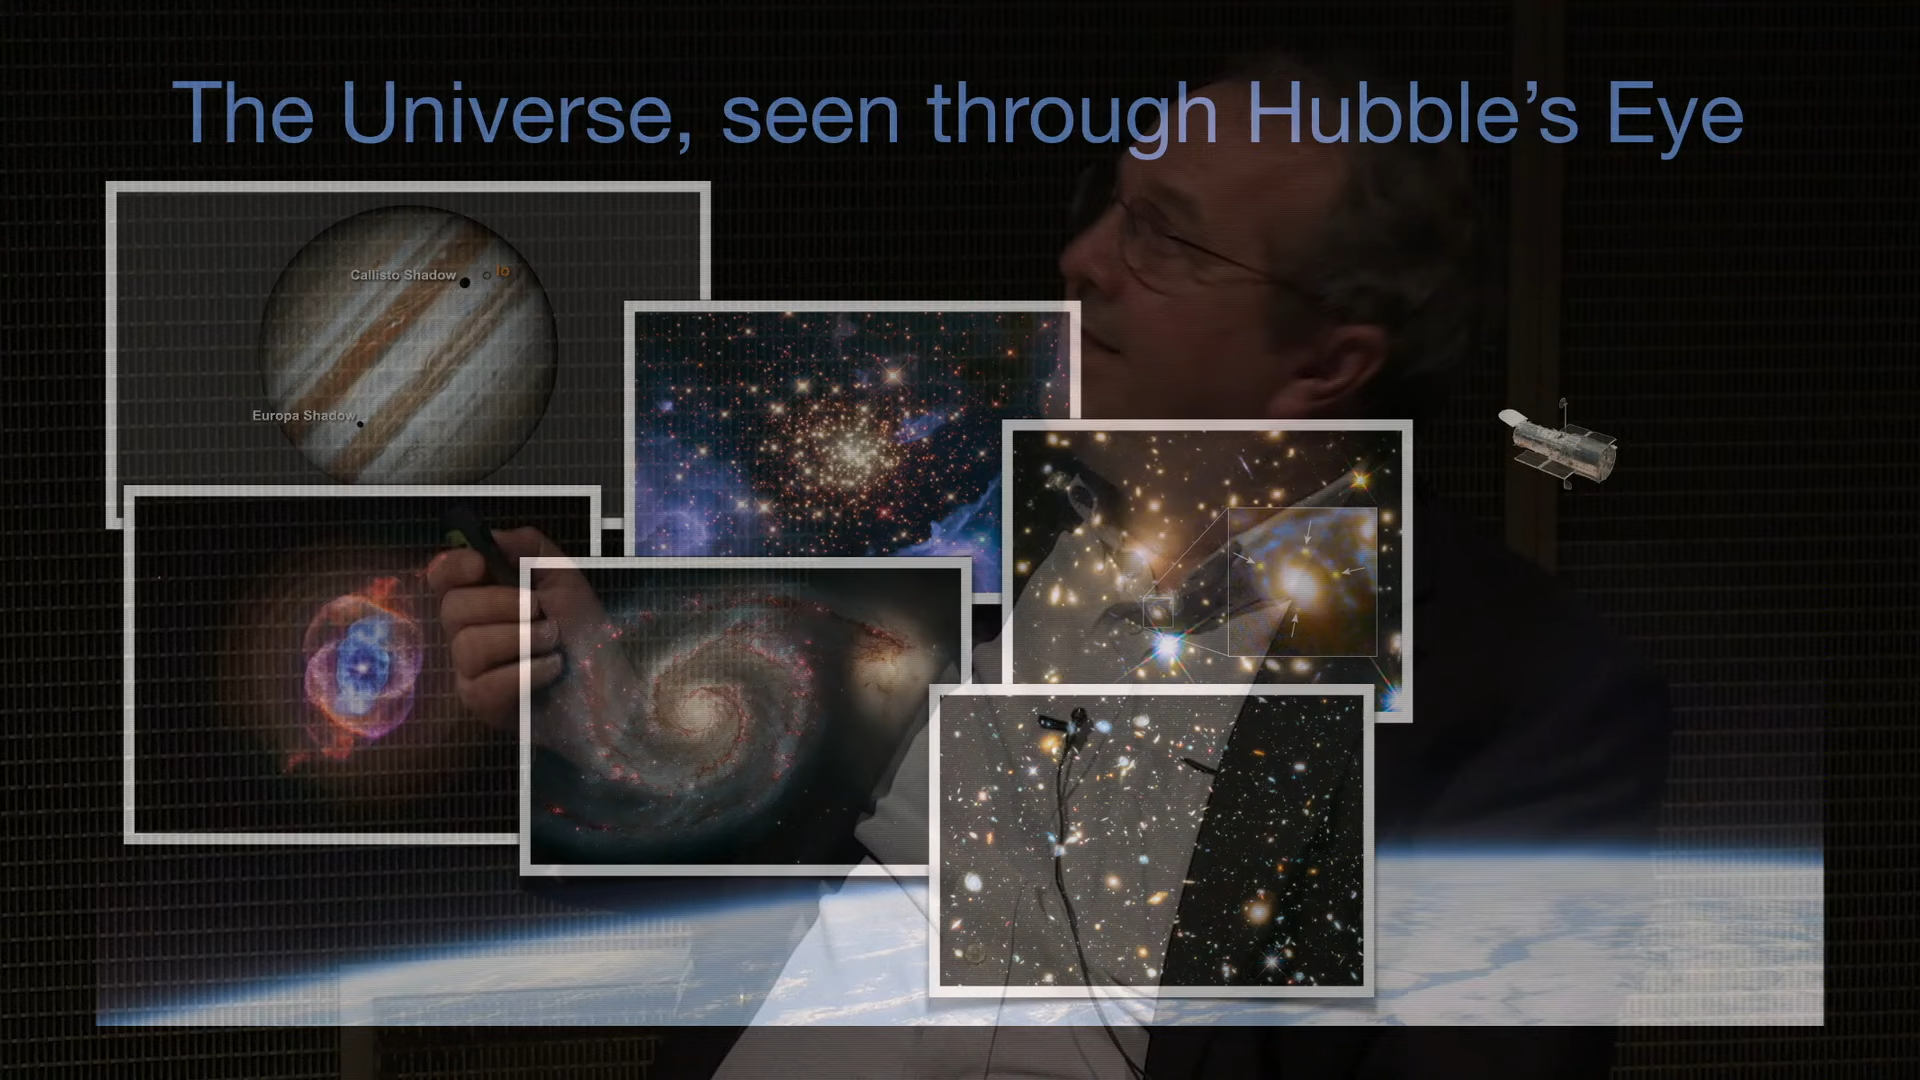 The Universe, seen through Hubble’s Eye
Callisto Shadow
Io
Europa Shadow